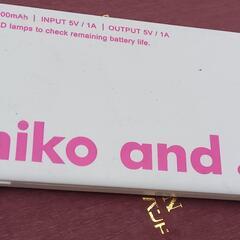 00mAh | INPUT 5V / 1A | OUTPUT 5V / 1A
D lamps to check remaining battery life.
niko and